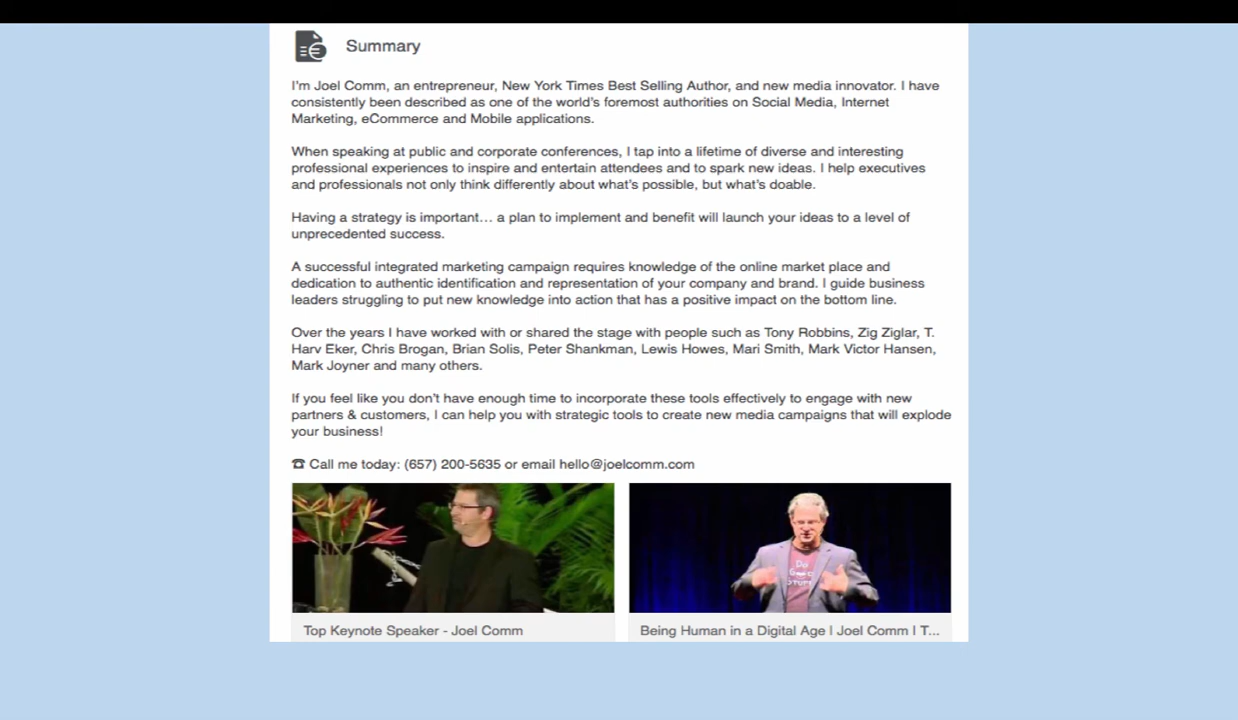 Summary
I'm Joel Comm, an entrepreneur, New York Times Best Selling Author, and new media innovator. I have
consistently been described as one of the world's foremost authorities on Social Media, Internet
Marketing, eCommerce and Mobile applications.
When speaking at public and corporate conferences, I tap into a lifetime of diverse and interesting
professional experiences to inspire and entertain attendees and to spark new ideas. I help executives
and professionals not only think differently about what's possible, but what's doable.
Having a strategy is important… a plan to implement and benefit will launch your ideas to a level of
unprecedented success.
A successful integrated marketing campaign requires knowledge of the online market place and
dedication to authentic identification and representation of your company and brand. I guide business
leaders struggling to put new knowledge into action that has a positive impact on the bottom line.
Over the years I have worked with or shared the stage with people such as Tony Robbins, Zig Ziglar, T.
Harv Eker, Chris Brogan, Brian Solis, Peter Shankman, Lewis Howes, Mari Smith, Mark Victor Hansen,
Mark Joyner and many others.
If you feel like you don't have enough time to incorporate these tools effectively to engage with new
partners & customers, I can help you with strategic tools to create new media campaigns that will explode
your business!
☎ Call me today: (657) 200-5635 or email hello@joelcomm.com
Do
Good
Stuff
Top Keynote Speaker - Joel Comm
Being Human in a Digital Age | Joel Comm | T...